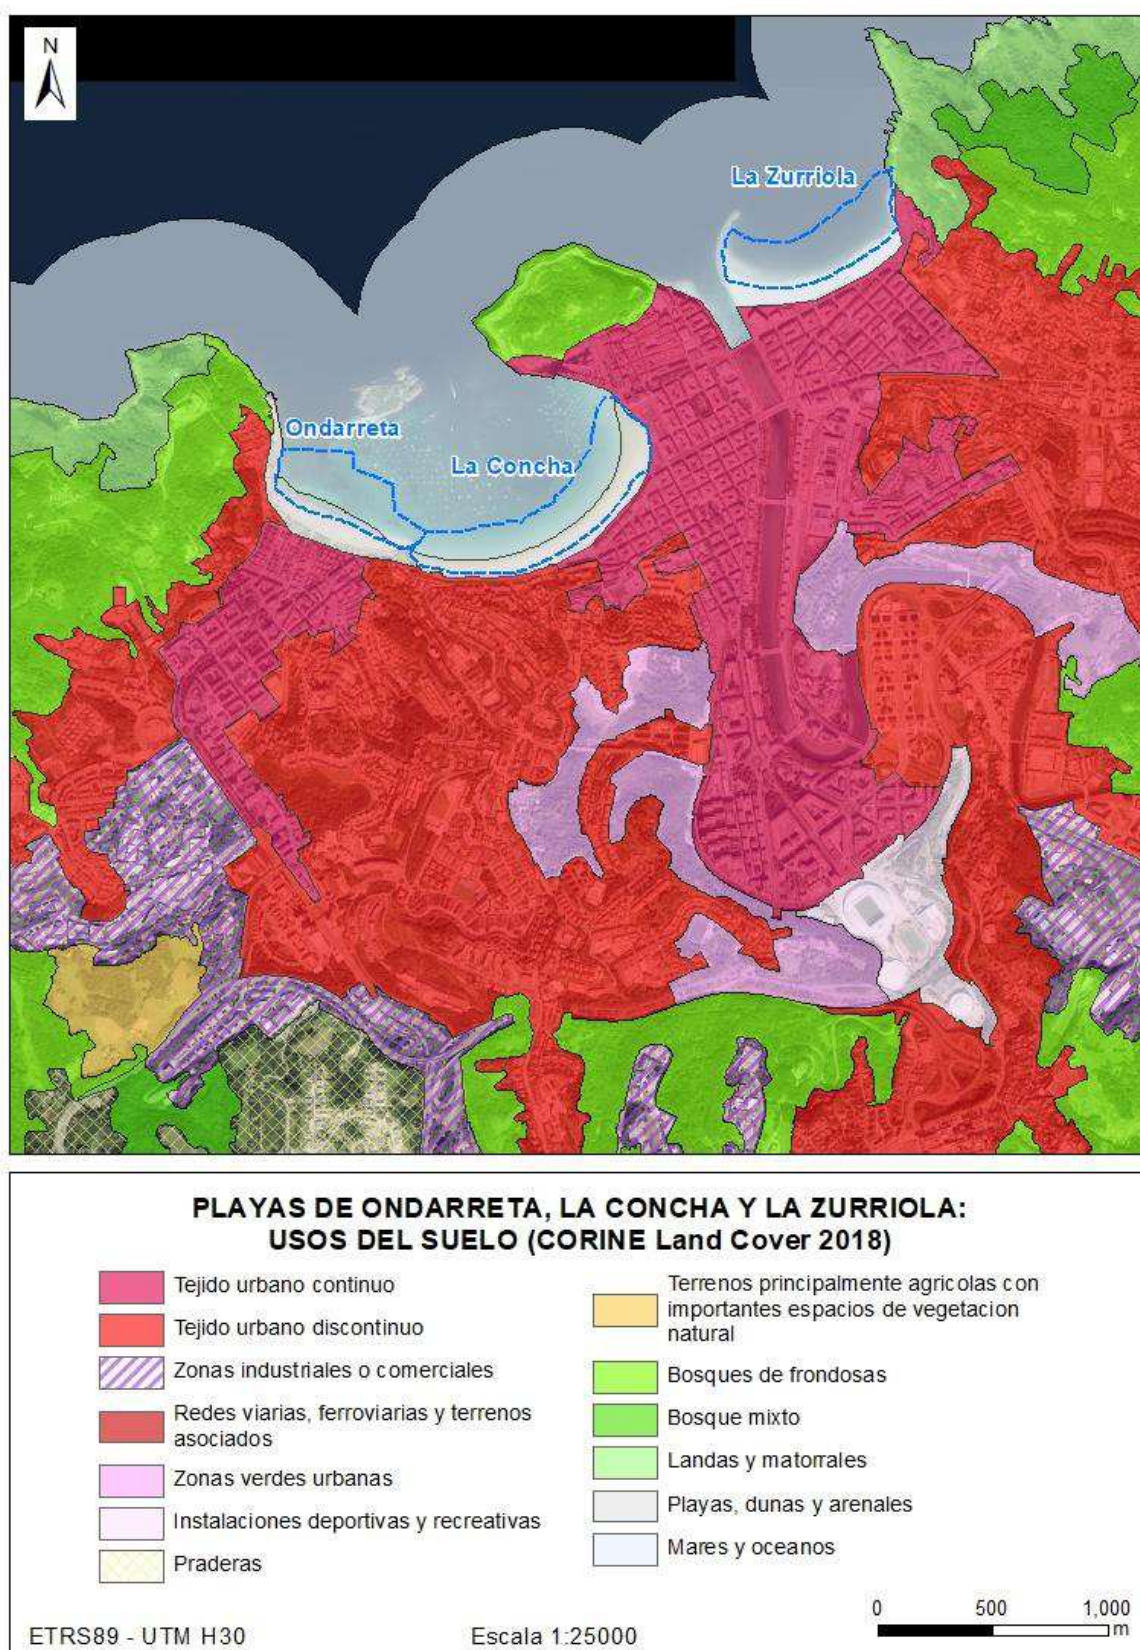 N
La Zurriola
Ondarreta
La Concha
PLAYAS DE ONDARRETA, LA CONCHA Y LA ZURRIOLA:
USOS DEL SUELO (CORINE Land Cover 2018)
Tejido urbano continuo
Tejido urbano discontinuo
Zonas industriales o comerciales
Redes viarias, ferroviarias y terrenos
asociados
Zonas verdes urbanas
Instalaciones deportivas y recreativas
Praderas
Terrenos principalmente agricolas con
importantes espacios de vegetacion
natural
Bosques de frondosas
Bosque mixto
Landas y matorrales
Playas, dunas y arenales
Mares y oceanos
0 500 1,000
m
ETRS89 - UTM H30
Escala 1:25000